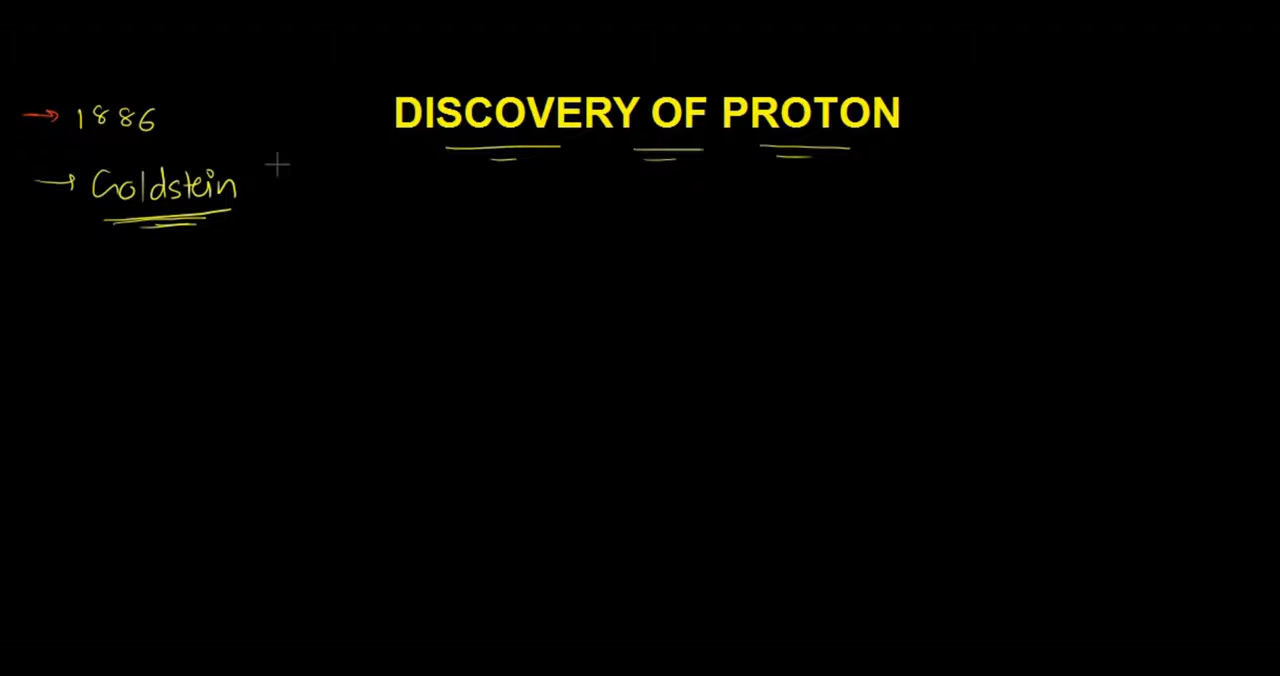 DISCOVERY OF PROTON
→ 1886
→ Goldstein